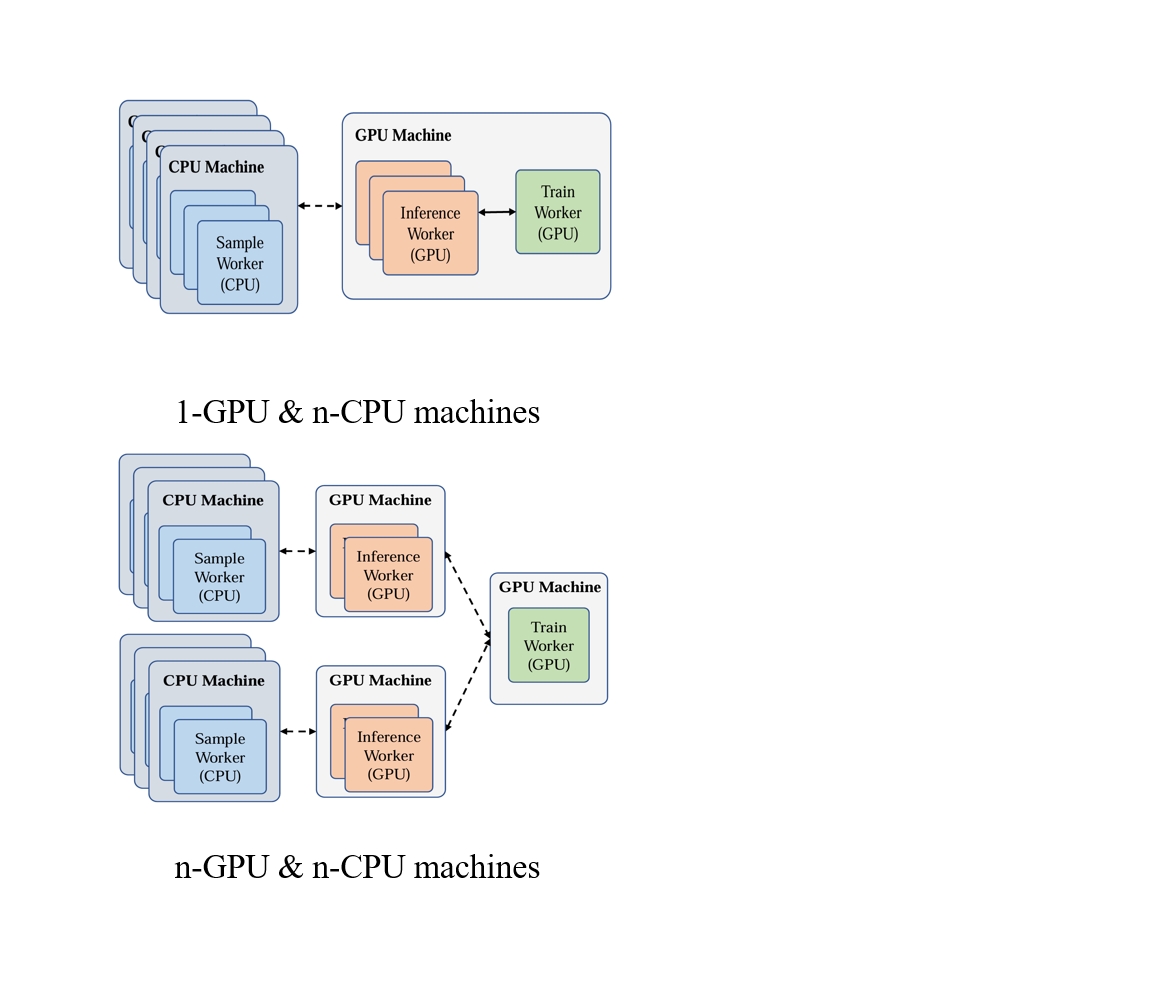 C
C
C
CPU Machine
Sample
Worker
(CPU)
GPU Machine
Inference
Worker
(GPU)
Train
Worker
(GPU)
1-GPU & n-CPU machines
CPU Machine
Sample
Worker
(CPU)
GPU Machine
Inference
Worker
(GPU)
CPU Machine
Sample
Worker
(CPU)
GPU Machine
Inference
Worker
(GPU)
GPU Machine
Train
Worker
(GPU)
n-GPU & n-CPU machines